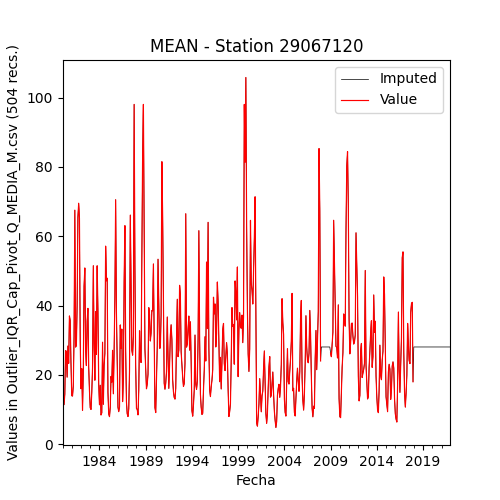 MEAN - Station 29067120
Imputed
Value
Values in Outlier_IQR_Cap_Pivot_Q_MEDIA_M.csv (504 recs.)
100
80
60
40
20
0
1984 1989 1994 1999 2004 2009 2014 2019
Fecha